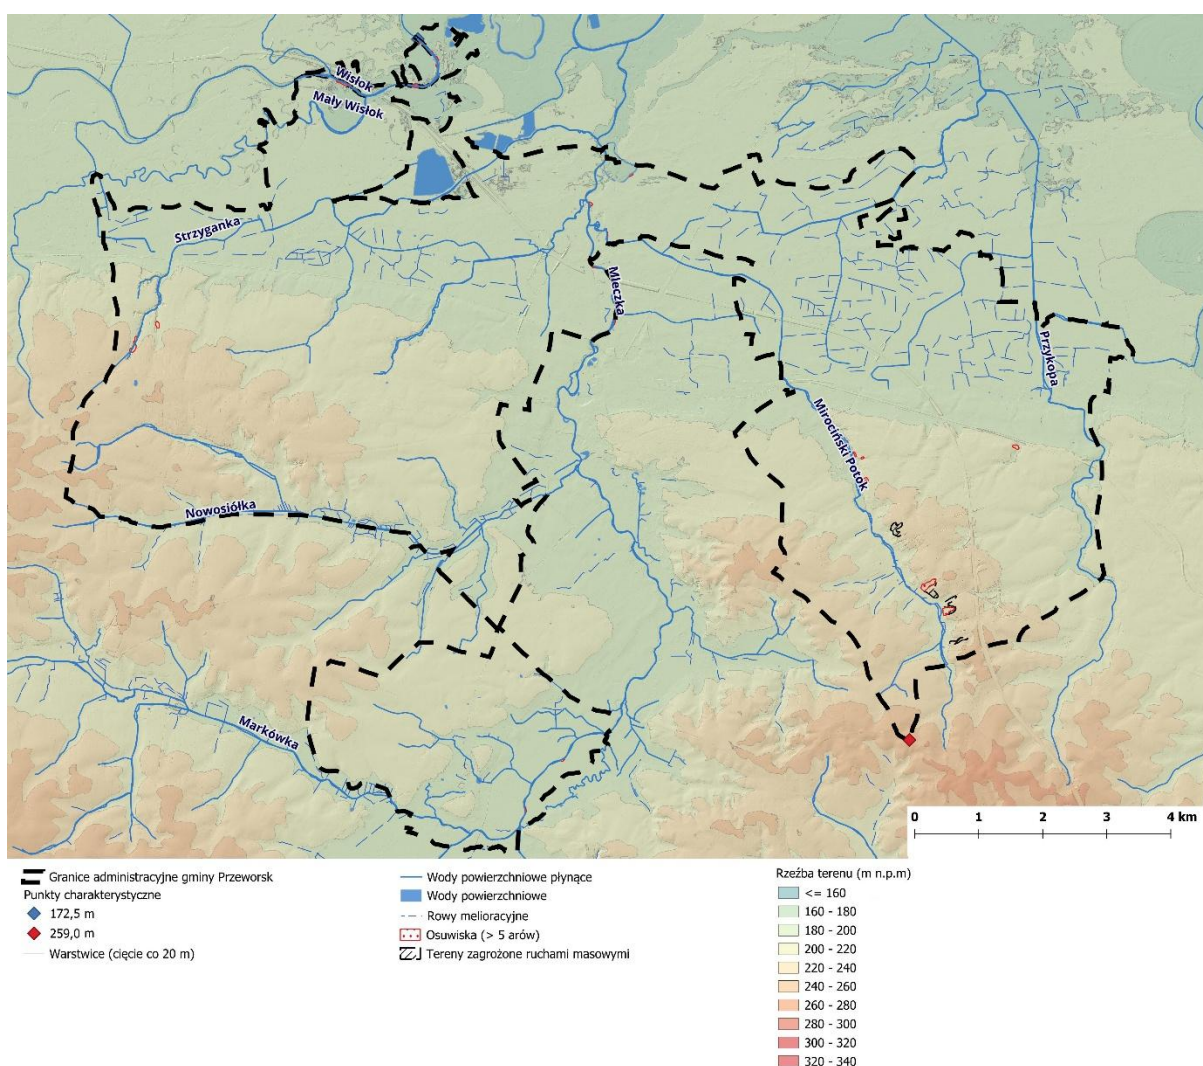 Wisłok
Mały Wisłok
Strzyganka
Mleczka
Przykopa
Mirociński Potok
Nowosiółka
Markówka
0 1 2 3 4 km
Granice administracyjne gminy Przeworsk
Punkty charakterystyczne
172,5 m
259,0 m
Warstwice (cięcie co 20 m)
Wody powierzchniowe płynące
Wody powierzchniowe
Rowy melioracyjne
Osuwiska (> 5 arów)
Tereny zagrożone ruchami masowymi
Rzeźba terenu (m n.p.m)
<= 160
160 - 180
180 - 200
200 - 220
220 - 240
240 - 260
260 - 280
280 - 300
300 - 320
320 - 340